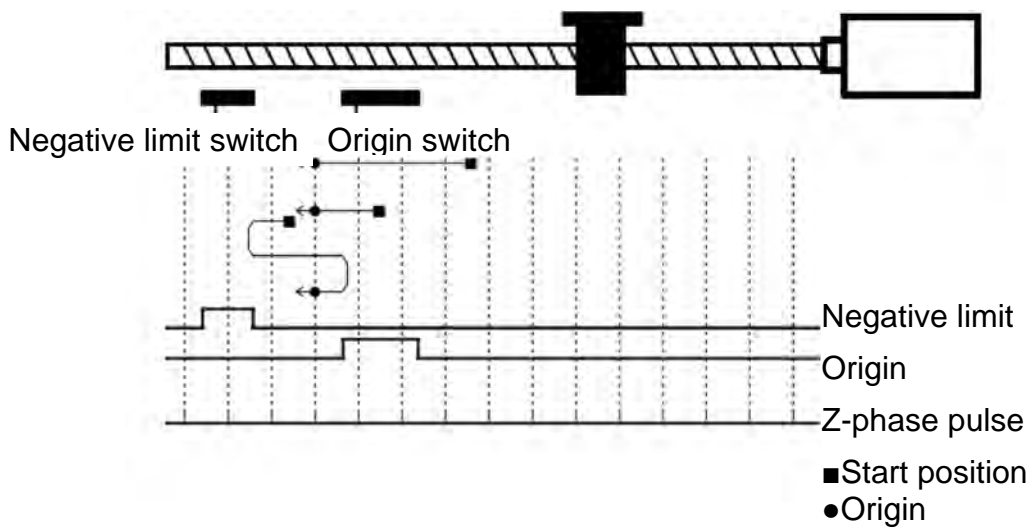 Negative limit switch Origin switch
Negative limit
Origin
Z-phase pulse
■Start position
●Origin